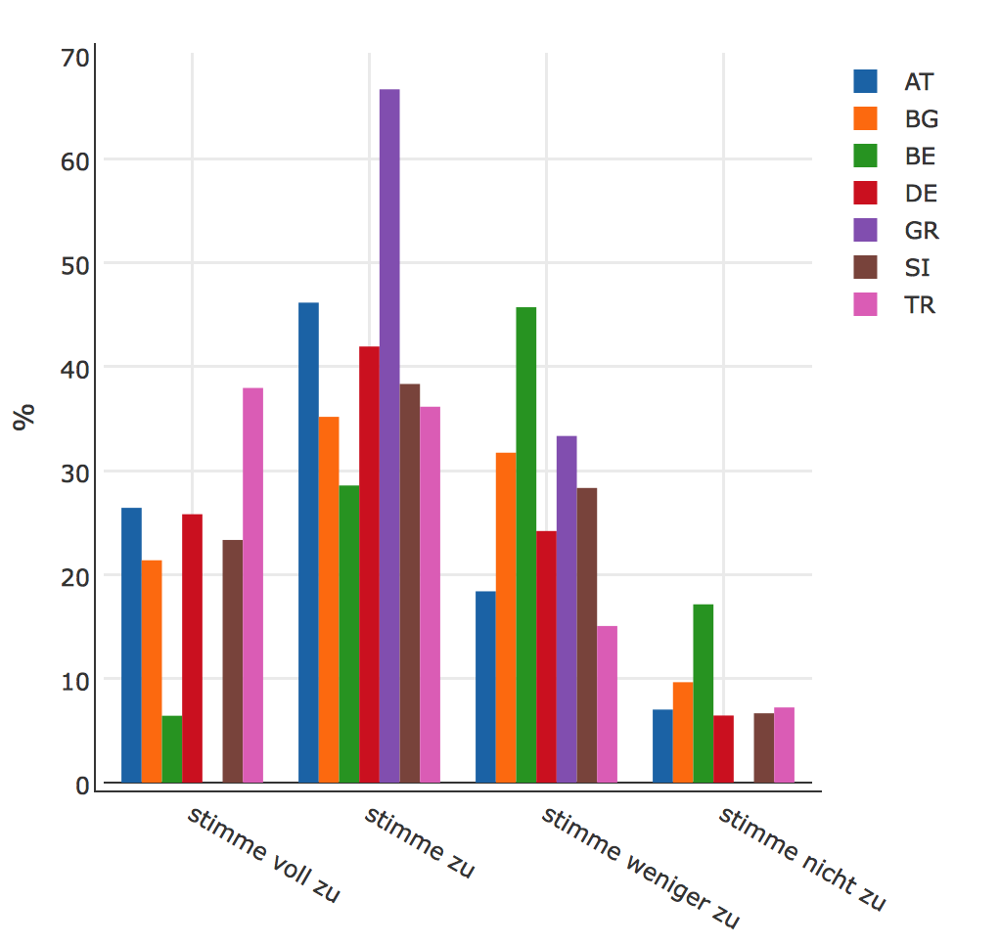 70
60
50
40
30
20
10
0
%
stimme voll zu
stimme zu
stimme weniger zu
stimme nicht zu
AT
BG
BE
DE
GR
SI
TR